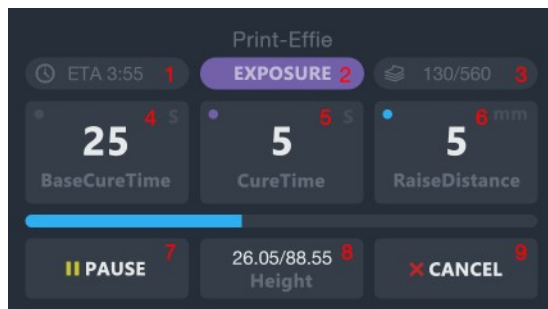 Print-Effie
ETA 3:55 1
EXPOSURE 2
130/560 3
4 S
25
BaseCureTime
5 S
5
CureTime
6 mm
5
RaiseDistance
PAUSE 7
26.05/88.55 8
Height
CANCEL 9